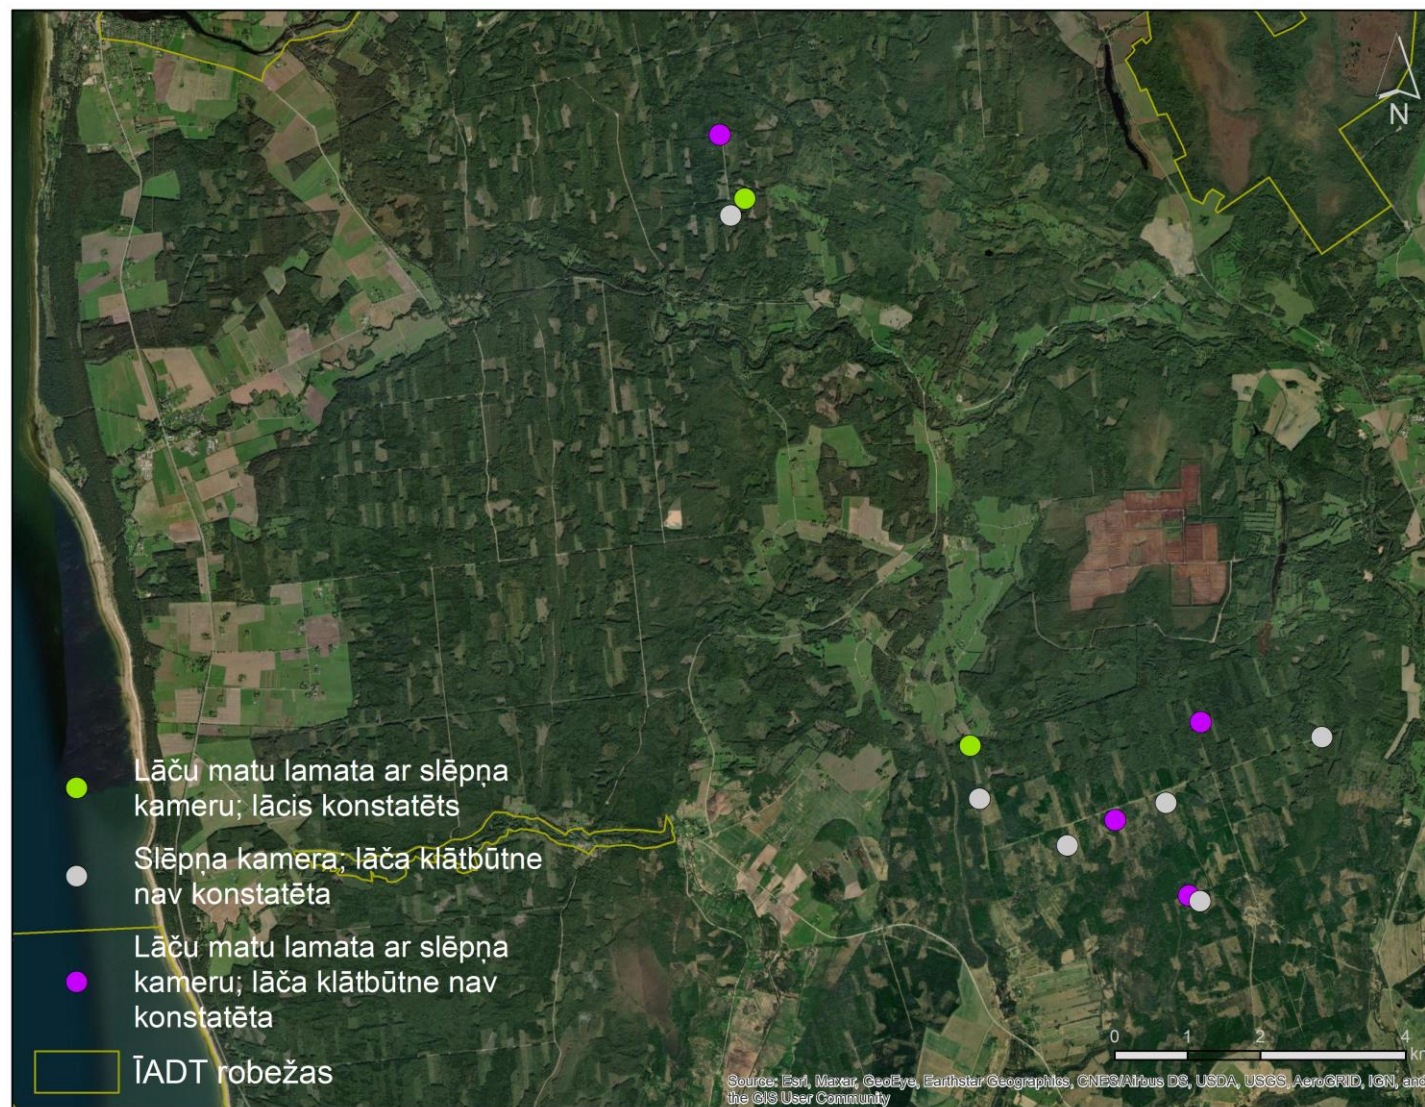 N
Lāču matu lamata ar slēpņa
kameru; lācis konstatēts
Slēpņa kamera; lāča klātbūtne
nav konstatēta
Lāču matu lamata ar slēpņa
kameru; lāča klātbūtne nav
konstatēta
ĪADT robežas
0 1 2 4
km
Source: Esri, Maxar, GeoEye, Earthstar Geographics, CNES/Airbus DS, USDA, USGS, AeroGRID, IGN, and
the GIS User Community